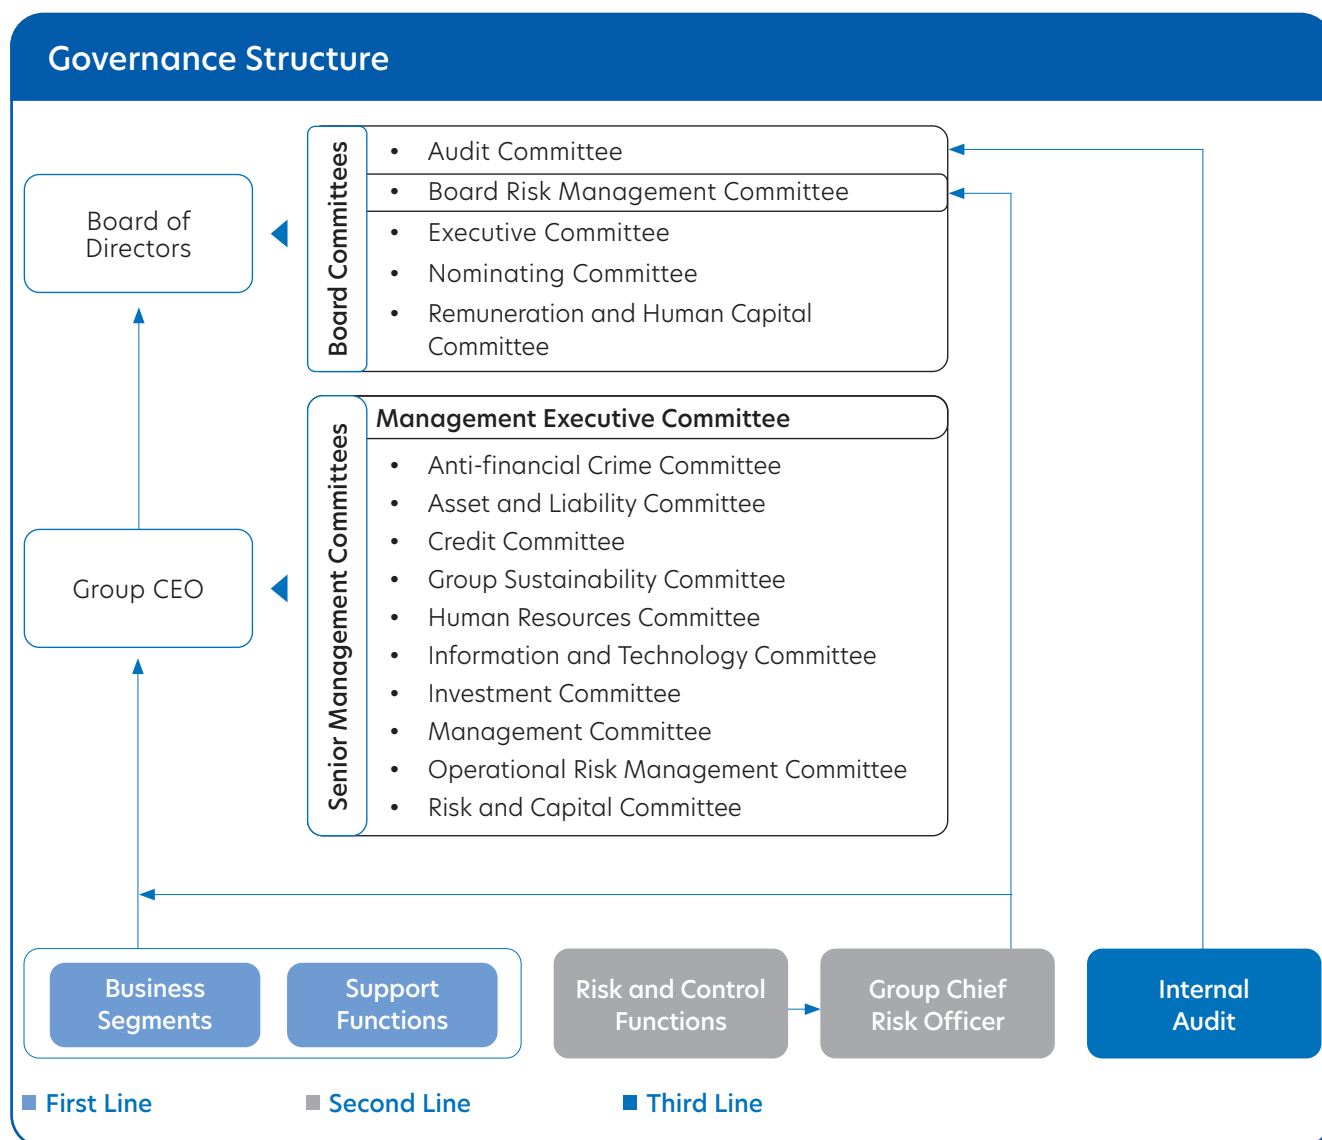 Governance Structure
Board of
Directors
Board Committees
• Audit Committee
• Board Risk Management Committee
• Executive Committee
• Nominating Committee
• Remuneration and Human Capital
Committee
Group CEO
Senior Management Committees
Management Executive Committee
• Anti-financial Crime Committee
• Asset and Liability Committee
• Credit Committee
• Group Sustainability Committee
• Human Resources Committee
• Information and Technology Committee
• Investment Committee
• Management Committee
• Operational Risk Management Committee
• Risk and Capital Committee
Business
Segments
Support
Functions
Risk and Control
Functions
Group Chief
Risk Officer
Internal
Audit
First Line
Second Line
Third Line